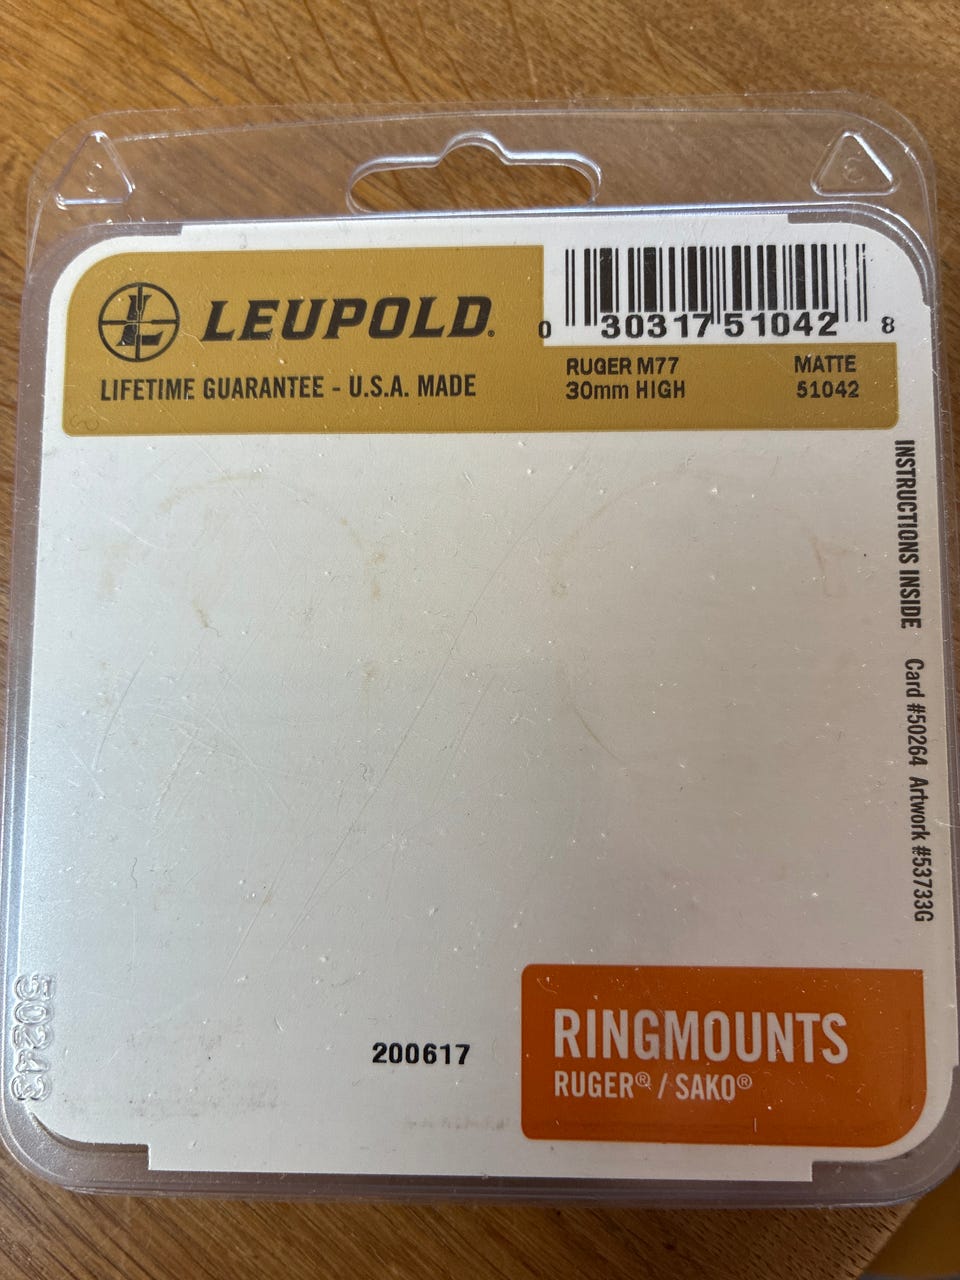 LEUPOLD®
LIFETIME GUARANTEE - U.S.A. MADE
0 30317 51042 8
RUGER M77 MATTE
30mm HIGH 51042
INSTRUCTIONS INSIDE Card #50264 Artwork #53733G
50243
200617
RINGMOUNTS
RUGER® / SAKO®